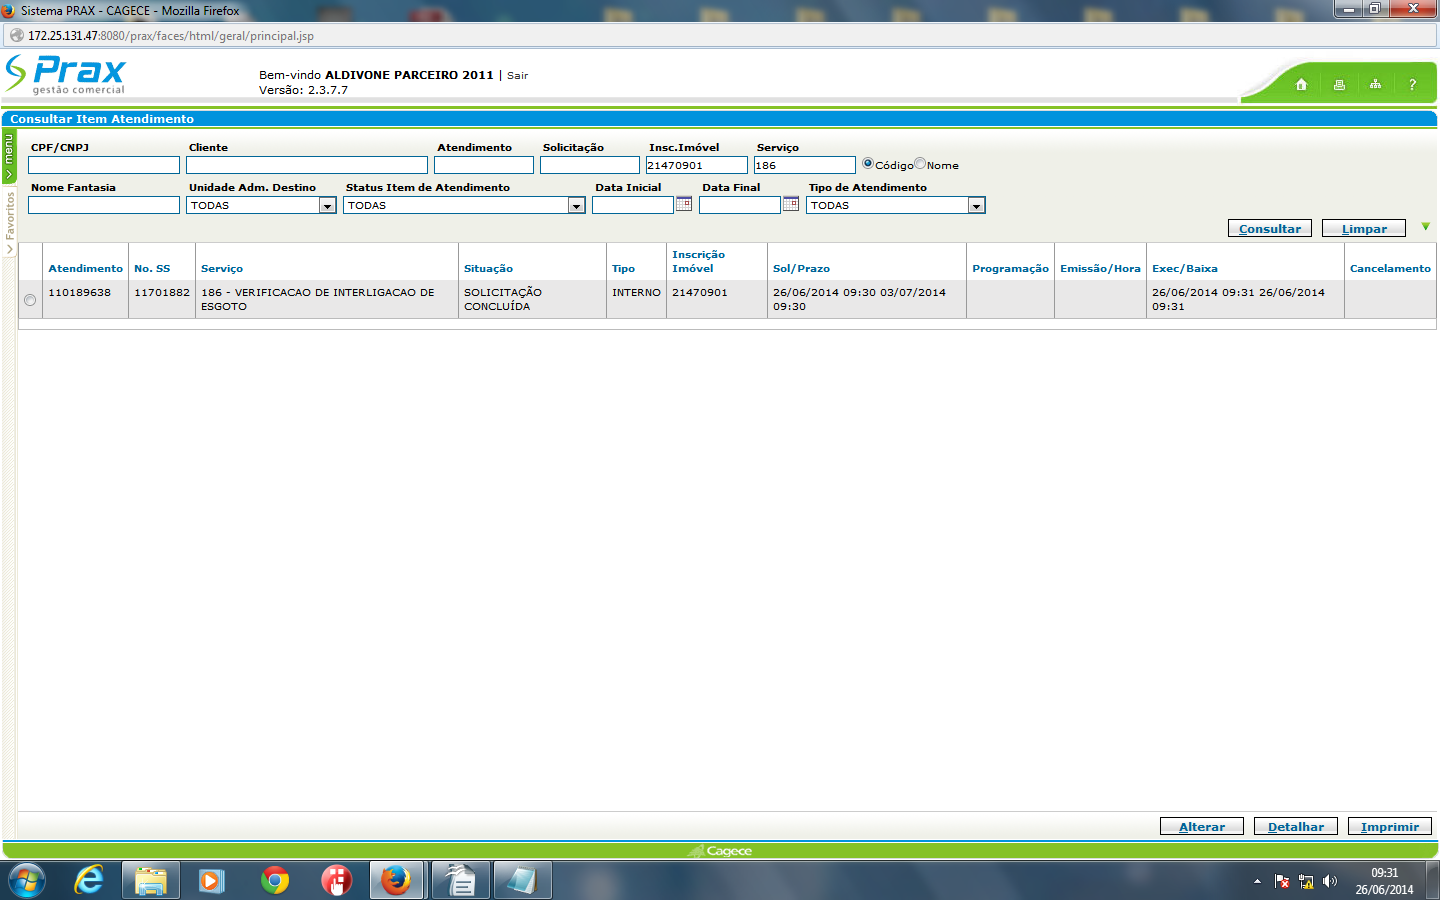 Sistema PRAX - CAGECE - Mozilla Firefox
172.25.131.47:8080/prax/faces/html/geral/principal.jsp
Prax
gestão comercial
Bem-vindo ALDIVONE PARCEIRO 2011 | Sair
Versão: 2.3.7.7
?
Consultar Item Atendimento
menu
Favoritos
CPF/CNPJ Cliente Atendimento Solicitação Insc.Imóvel Serviço
21470901 186 Código Nome
Nome Fantasia Unidade Adm. Destino Status Item de Atendimento Data Inicial Data Final Tipo de Atendimento
TODAS TODAS TODAS
Consultar Limpar
Atendimento No. SS Serviço Situação Tipo Inscrição Imóvel Sol/Prazo Programação Emissão/Hora Exec/Baixa Cancelamento
110189638 11701882 186 - VERIFICACAO DE INTERLIGACAO DE SOLICITAÇÃO INTERNO 21470901 26/06/2014 09:30 03/07/2014 26/06/2014 09:31 26/06/2014
ESGOTO CONCLUÍDA 09:30 09:31
Alterar Detalhar Imprimir
Cagece
09:31
26/06/2014